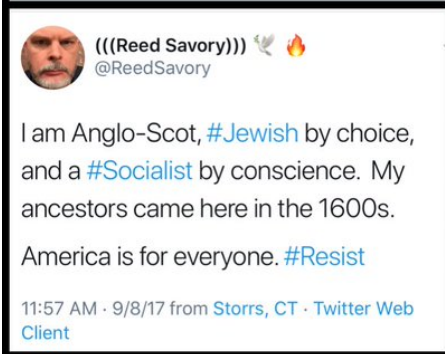 (((Reed Savory))) 🕊️ 🔥
@ReedSavory
I am Anglo-Scot, #Jewish by choice,
and a #Socialist by conscience. My
ancestors came here in the 1600s.
America is for everyone. #Resist
11:57 AM · 9/8/17 from Storrs, CT · Twitter Web
Client